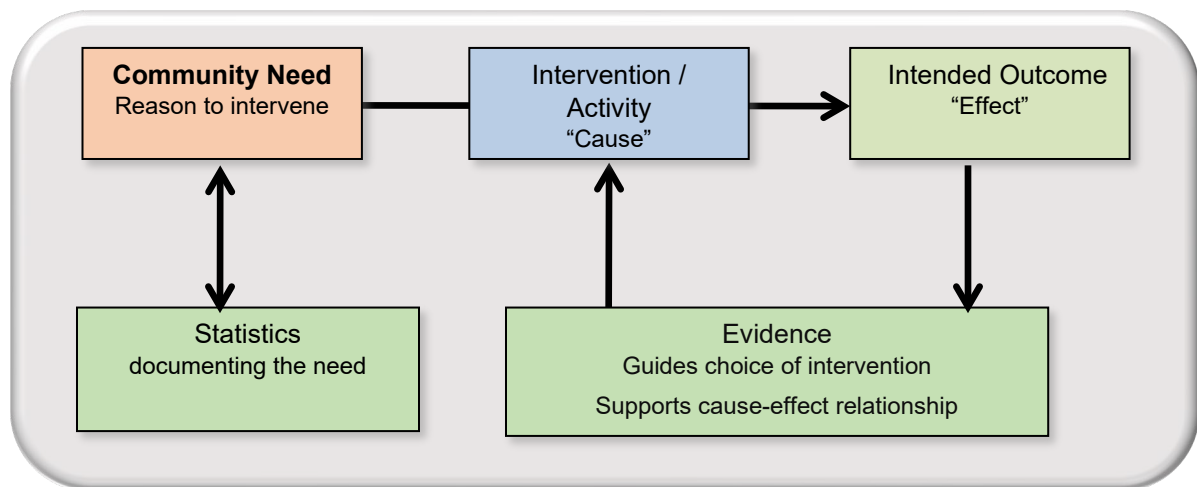 Community Need
Reason to intervene
Intervention /
Activity
“Cause”
Intended Outcome
“Effect”
Statistics
documenting the need
Evidence
Guides choice of intervention
Supports cause-effect relationship